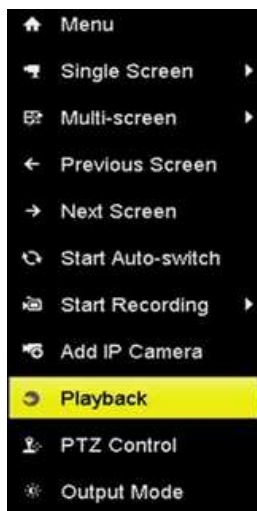 Menu
Single Screen
Multi-screen
Previous Screen
Next Screen
Start Auto-switch
Start Recording
Add IP Camera
Playback
PTZ Control
Output Mode